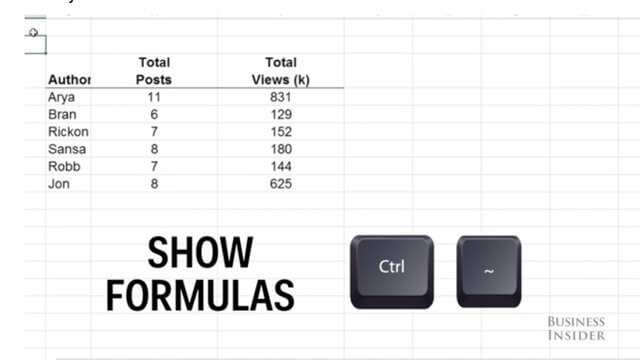 Total Total
Author Posts Views (k)
Arya 11 831
Bran 6 129
Rickon 7 152
Sansa 8 180
Robb 7 144
Jon 8 625
SHOW
FORMULAS
Ctrl ~
BUSINESS
INSIDER